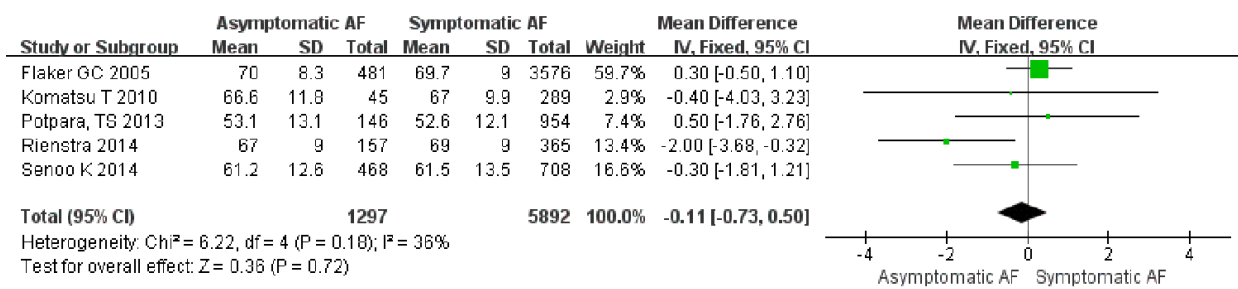 Asymptomatic AF Symptomatic AF Mean Difference Mean Difference
Study or Subgroup Mean SD Total Mean SD Total Weight IV, Fixed, 95% CI IV, Fixed, 95% CI
Flaker GC 2005 70 8.3 481 69.7 9 3576 59.7% 0.30 [-0.50, 1.10]
Komatsu T 2010 66.6 11.8 45 67 9.9 289 2.9% -0.40 [-4.03, 3.23]
Potpara, TS 2013 53.1 13.1 146 52.6 12.1 954 7.4% 0.50 [-1.76, 2.76]
Rienstra 2014 67 9 157 69 9 365 13.4% -2.00 [-3.68, -0.32]
Senoo K 2014 61.2 12.6 468 61.5 13.5 708 16.6% -0.30 [-1.81, 1.21]
Total (95% CI) 1297 5892 100.0% -0.11 [-0.73, 0.50]
Heterogeneity: Chi² = 6.22, df = 4 (P = 0.18); I² = 36%
Test for overall effect: Z = 0.36 (P = 0.72)
-4 -2 0 2 4
Asymptomatic AF Symptomatic AF